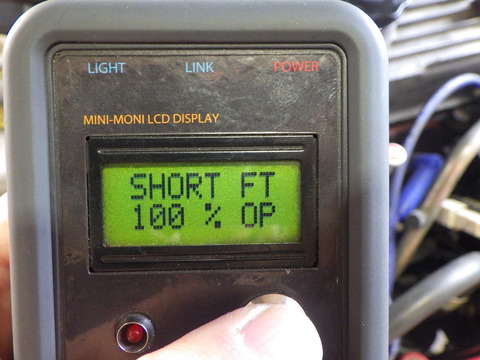 LIGHT LINK POWER
MINI-MONI LCD DISPLAY
SHORT FT
100 % OP